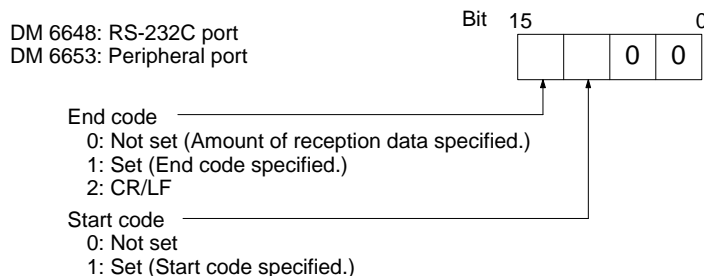 Bit 15 0
DM 6648: RS-232C port
DM 6653: Peripheral port
0 0
End code
0: Not set (Amount of reception data specified.)
1: Set (End code specified.)
2: CR/LF
Start code
0: Not set
1: Set (Start code specified.)